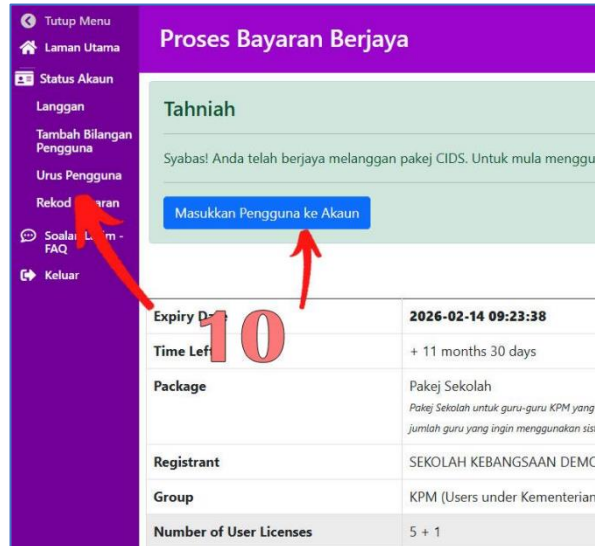 Tutup Menu
Laman Utama
Status Akaun
Langgan
Tambah Bilangan
Pengguna
Urus Pengguna
Rekod
Soalan
FAQ
Keluar
Proses Bayaran Berjaya
Tahniah
Syabas! Anda telah berjaya melanggan pakej CIDS. Untuk mula menggu
Masukkan Pengguna ke Akaun
10
Expiry Date 2026-02-14 09:23:38
Time Left + 11 months 30 days
Package Pakej Sekolah
Pakej Sekolah untuk guru-guru KPM yang
jumlah guru yang ingin menggunakan sis
Registrant SEKOLAH KEBANGSAAN DEMO
Group KPM (Users under Kementerian
Number of User Licenses 5 + 1